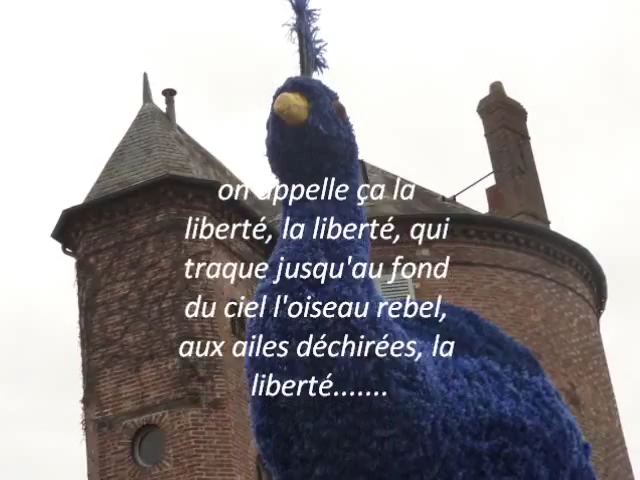 on appelle ça la
liberté, la liberté, qui
traque jusqu'au fond
du ciel l'oiseau rebel,
aux ailes déchirées, la
liberté.......